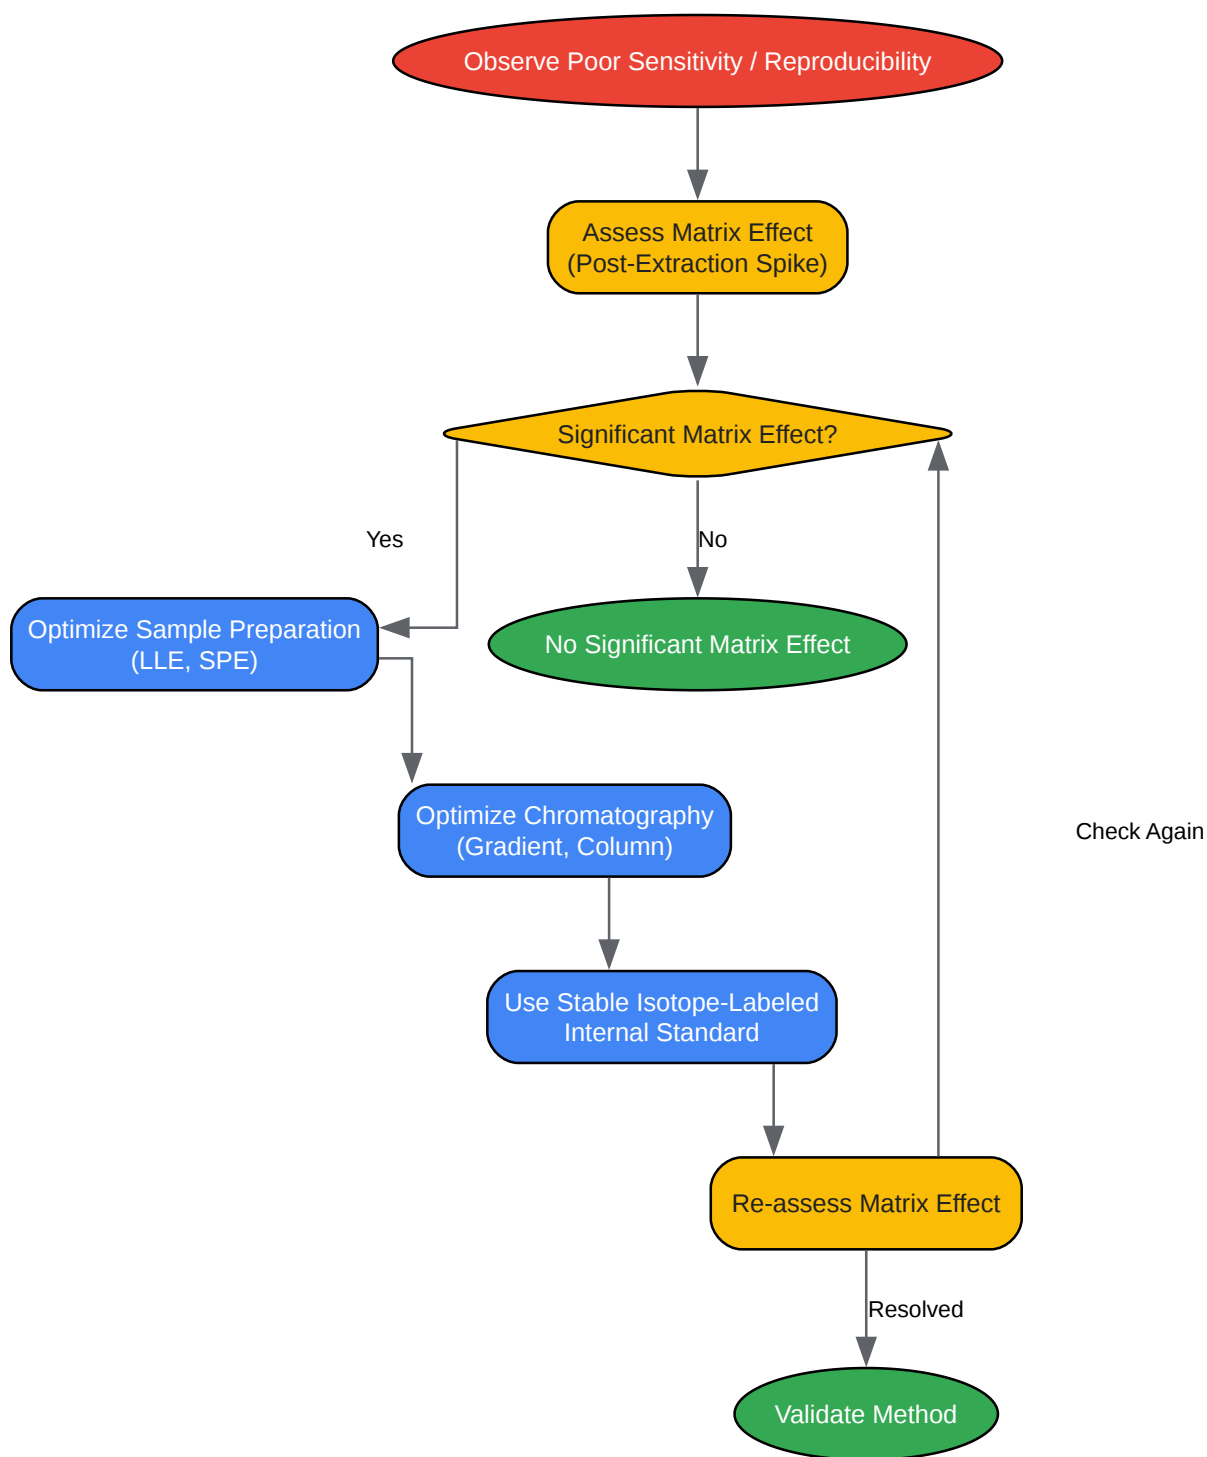 Observe Poor Sensitivity / Reproducibility
Assess Matrix Effect
(Post-Extraction Spike)
Significant Matrix Effect?
Yes
No
Optimize Sample Preparation
(LLE, SPE)
No Significant Matrix Effect
Optimize Chromatography
(Gradient, Column)
Check Again
Use Stable Isotope-Labeled
Internal Standard
Re-assess Matrix Effect
Resolved
Validate Method